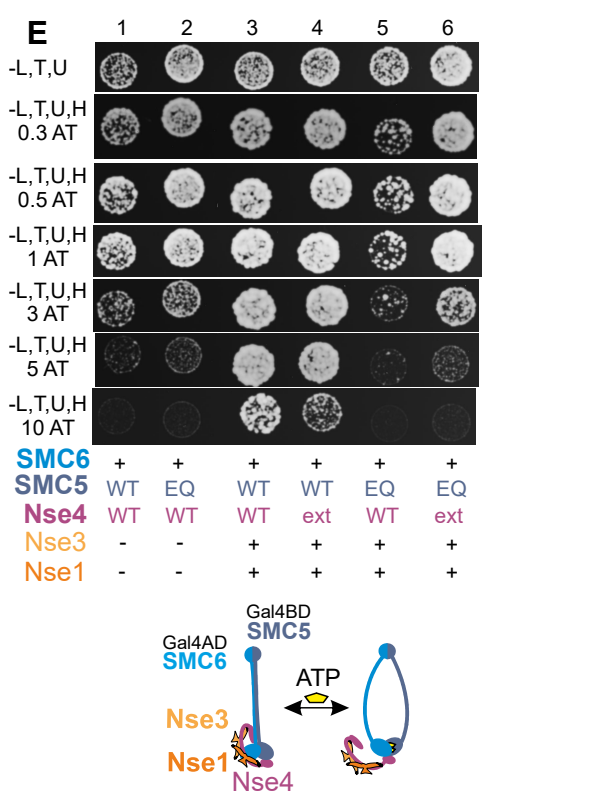 E
1 2 3 4 5 6
-L,T,U
-L,T,U,H
0.3 AT
-L,T,U,H
0.5 AT
-L,T,U,H
1 AT
-L,T,U,H
3 AT
-L,T,U,H
5 AT
-L,T,U,H
10 AT
SMC6 + + + + + +
SMC5 WT EQ WT WT EQ EQ
Nse4 WT WT WT ext WT ext
Nse3 - - + + + +
Nse1 - - + + + +
Gal4BD
SMC5
Gal4AD
SMC6
ATP
Nse3
Nse1
Nse4